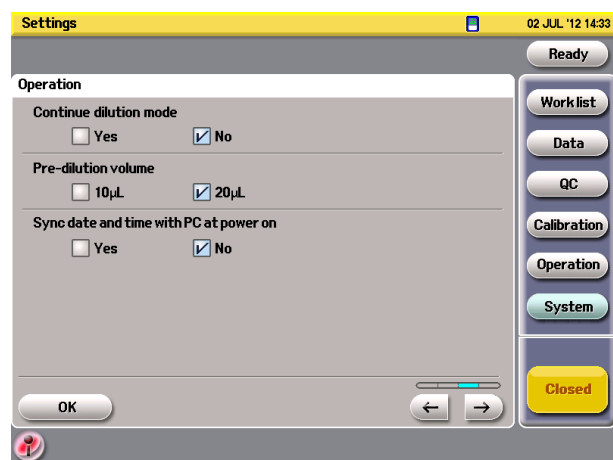 Settings
02 JUL '12 14:33
Ready
Operation
Continue dilution mode
Yes No
Pre-dilution volume
10µL 20µL
Sync date and time with PC at power on
Yes No
OK
← →
Work list
Data
QC
Calibration
Operation
System
Closed